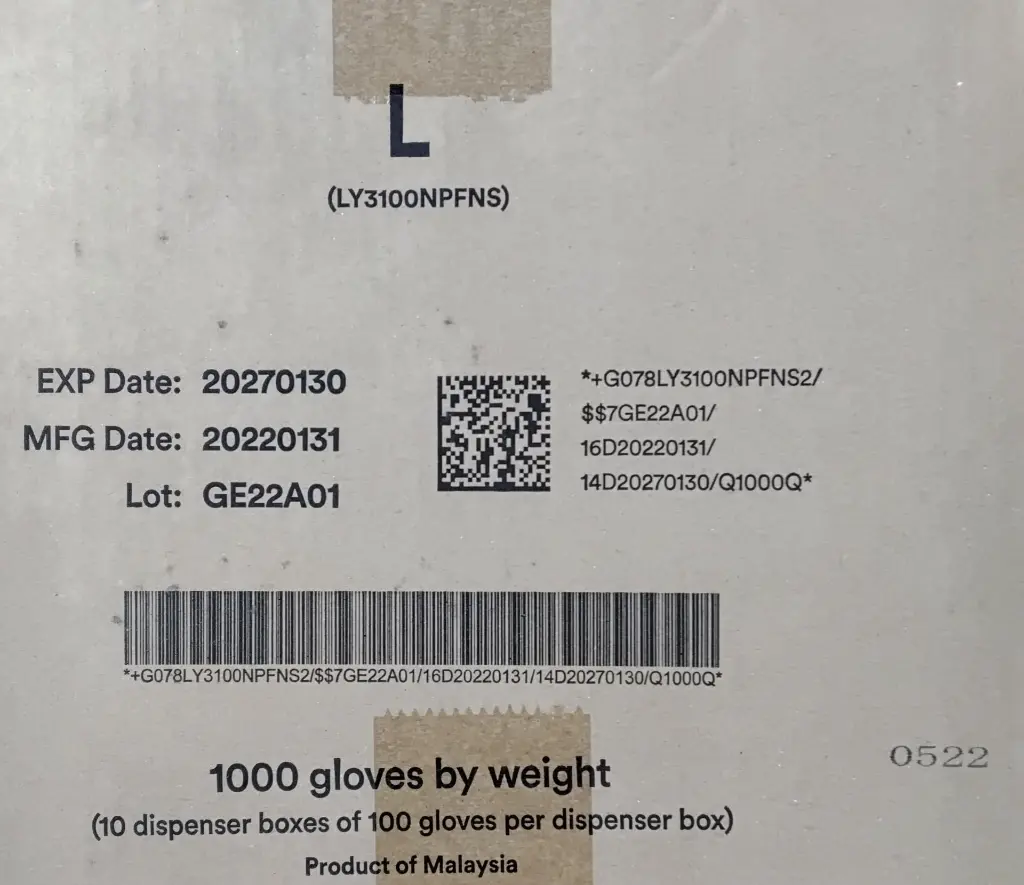 L
(LY3100NPFNS)
EXP Date: 20270130
MFG Date: 20220131
Lot: GE22A01
*+G078LY3100NPFNS2/
$$7GE22A01/
16D20220131/
14D20270130/Q1000Q*
*+G078LY3100NPFNS2/$$7GE22A01/16D20220131/14D20270130/Q1000Q*
0522
1000 gloves by weight
(10 dispenser boxes of 100 gloves per dispenser box)
Product of Malaysia